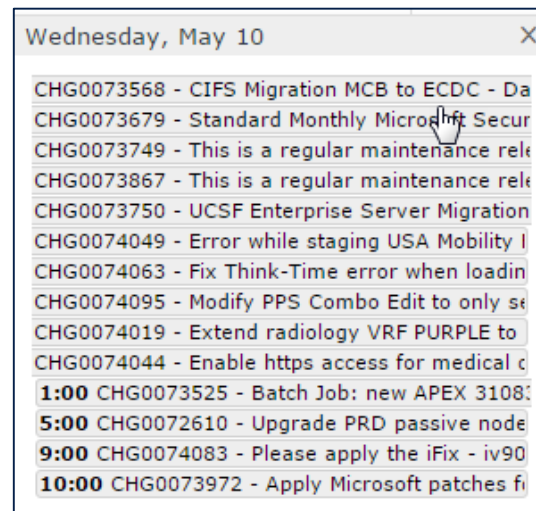 Wednesday, May 10
CHG0073568 - CIFS Migration MCB to ECDC - Da
CHG0073679 - Standard Monthly Microsoft Secur
CHG0073749 - This is a regular maintenance rele
CHG0073867 - This is a regular maintenance rele
CHG0073750 - UCSF Enterprise Server Migration
CHG0074049 - Error while staging USA Mobility
CHG0074063 - Fix Think-Time error when loadin
CHG0074095 - Modify PPS Combo Edit to only se
CHG0074019 - Extend radiology VRF PURPLE to
CHG0074044 - Enable https access for medical c
1:00 CHG0073525 - Batch Job: new APEX 31083
5:00 CHG0072610 - Upgrade PRD passive node
9:00 CHG0074083 - Please apply the iFix - iv90
10:00 CHG0073972 - Apply Microsoft patches f